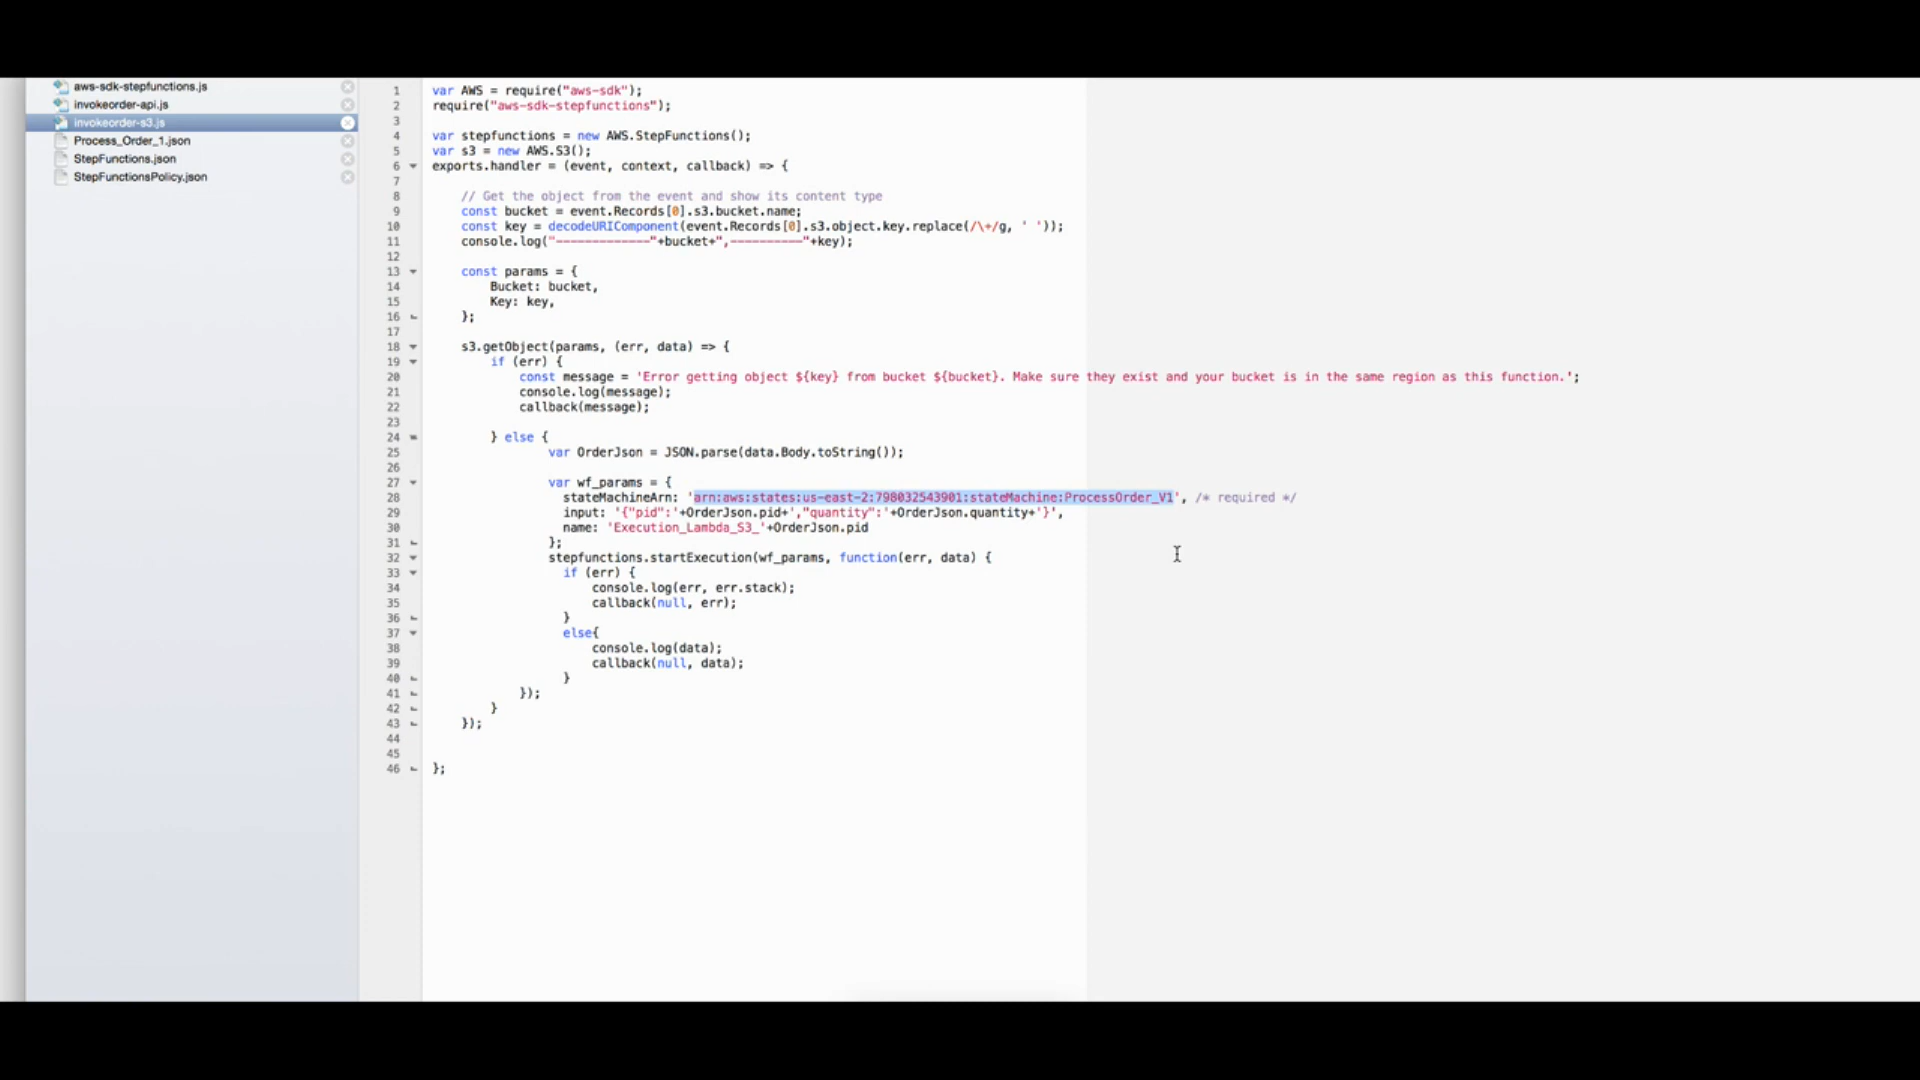 aws-sdk-stepfunctions.js
invokeorder-api.js
invokeorder-s3.js
Process_Order_1.json
StepFunctions.json
StepFunctionsPolicy.json
1 var AWS = require("aws-sdk");
2 require("aws-sdk-stepfunctions");
3
4 var stepfunctions = new AWS.StepFunctions();
5 var s3 = new AWS.S3();
6 exports.handler = (event, context, callback) => {
7
8 // Get the object from the event and show its content type
9 const bucket = event.Records[0].s3.bucket.name;
10 const key = decodeURIComponent(event.Records[0].s3.object.key.replace(/\+/g, ' '));
11 console.log("-------------"+bucket+",----------"+key);
12
13 const params = {
14 Bucket: bucket,
15 Key: key,
16 };
17
18 s3.getObject(params, (err, data) => {
19 if (err) {
20 const message = 'Error getting object ${key} from bucket ${bucket}. Make sure they exist and your bucket is in the same region as this function.';
21 console.log(message);
22 callback(message);
23
24 } else {
25 var OrderJson = JSON.parse(data.Body.toString());
26
27 var wf_params = {
28 stateMachineArn: 'arn:aws:states:us-east-2:798032543901:stateMachine:ProcessOrder_V1', /* required */
29 input: '{"pid":'+OrderJson.pid+',"quantity":'+OrderJson.quantity+'}',
30 name: 'Execution_Lambda_S3_'+OrderJson.pid
31 };
32 stepfunctions.startExecution(wf_params, function(err, data) {
33 if (err) {
34 console.log(err, err.stack);
35 callback(null, err);
36 }
37 else{
38 console.log(data);
39 callback(null, data);
40 }
41 });
42 }
43 });
44
45
46 };